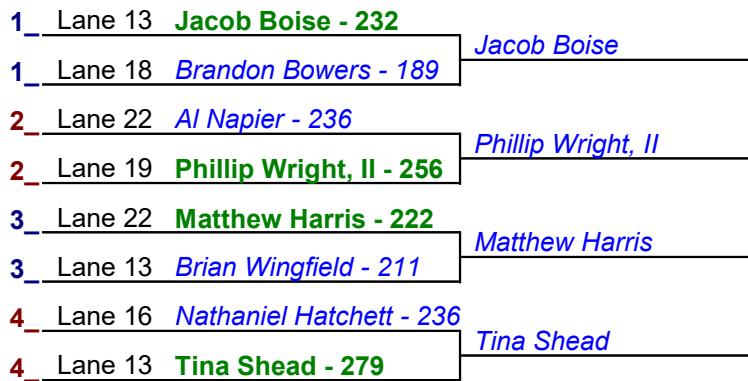 1_ Lane 13 Jacob Boise - 232
Jacob Boise
1_ Lane 18 Brandon Bowers - 189
2_ Lane 22 Al Napier - 236
Phillip Wright, II
2_ Lane 19 Phillip Wright, II - 256
3_ Lane 22 Matthew Harris - 222
Matthew Harris
3_ Lane 13 Brian Wingfield - 211
4_ Lane 16 Nathaniel Hatchett - 236
Tina Shead
4_ Lane 13 Tina Shead - 279